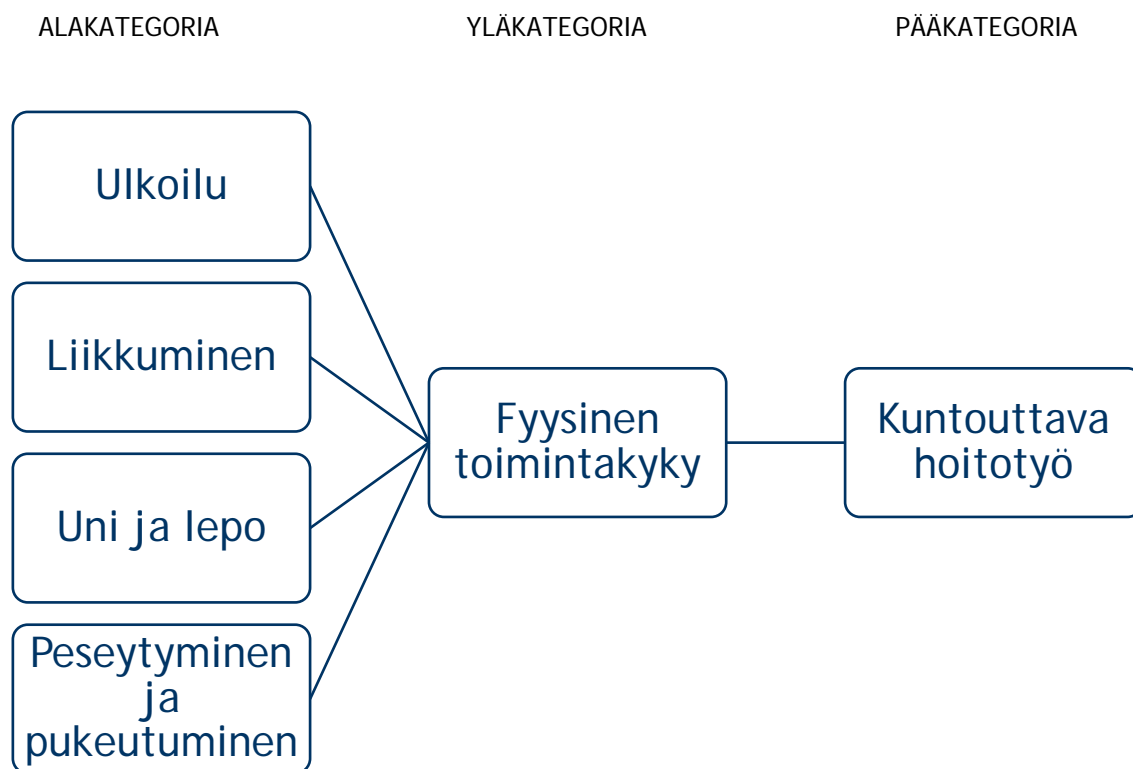 ALAKATEGORIA YLÄKATEGORIA PÄÄKATEGORIA
Ulkoilu
Liikkuminen
Uni ja lepo
Peseytyminen
ja
pukeutuminen
Fyysinen
toimintakyky
Kuntouttava
hoitotyö